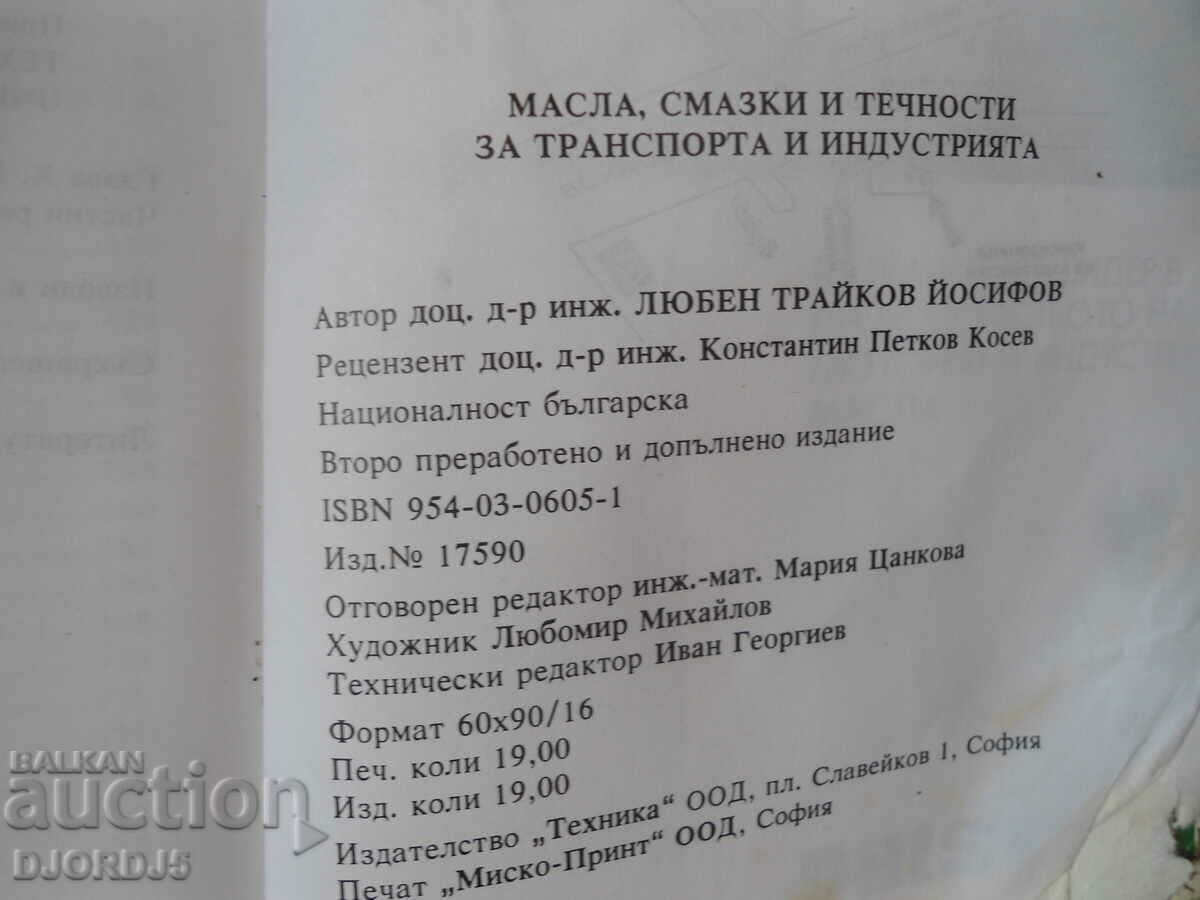 МАСЛА, СМАЗКИ И ТЕЧНОСТИ
ЗА ТРАНСПОРТА И ИНДУСТРИЯТА
Автор доц. д-р инж. ЛЮБЕН ТРАЙКОВ ЙОСИФОВ
Рецензент доц. д-р инж. Константин Петков Косев
Националност българска
Второ преработено и допълнено издание
ISBN 954-03-0605-1
Изд.№ 17590
Отговорен редактор инж.-мат. Мария Цанкова
Художник Любомир Михайлов
Технически редактор Иван Георгиев
Формат 60x90/16
Печ. коли 19,00
Изд. коли 19,00
Издателство „Техника“ ООД, пл. Славейков 1, София
Печат „Миско-Принт“ ООД, София
BALKAN
auction
DJORDJ5